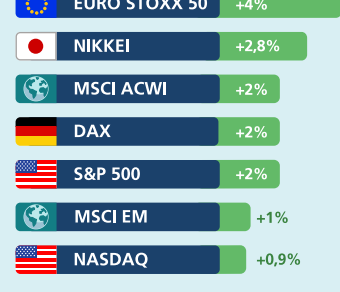 EURO STOXX 50 +4%
NIKKEI +2,8%
MSCI ACWI +2%
DAX +2%
S&P 500 +2%
MSCI EM +1%
NASDAQ +0,9%